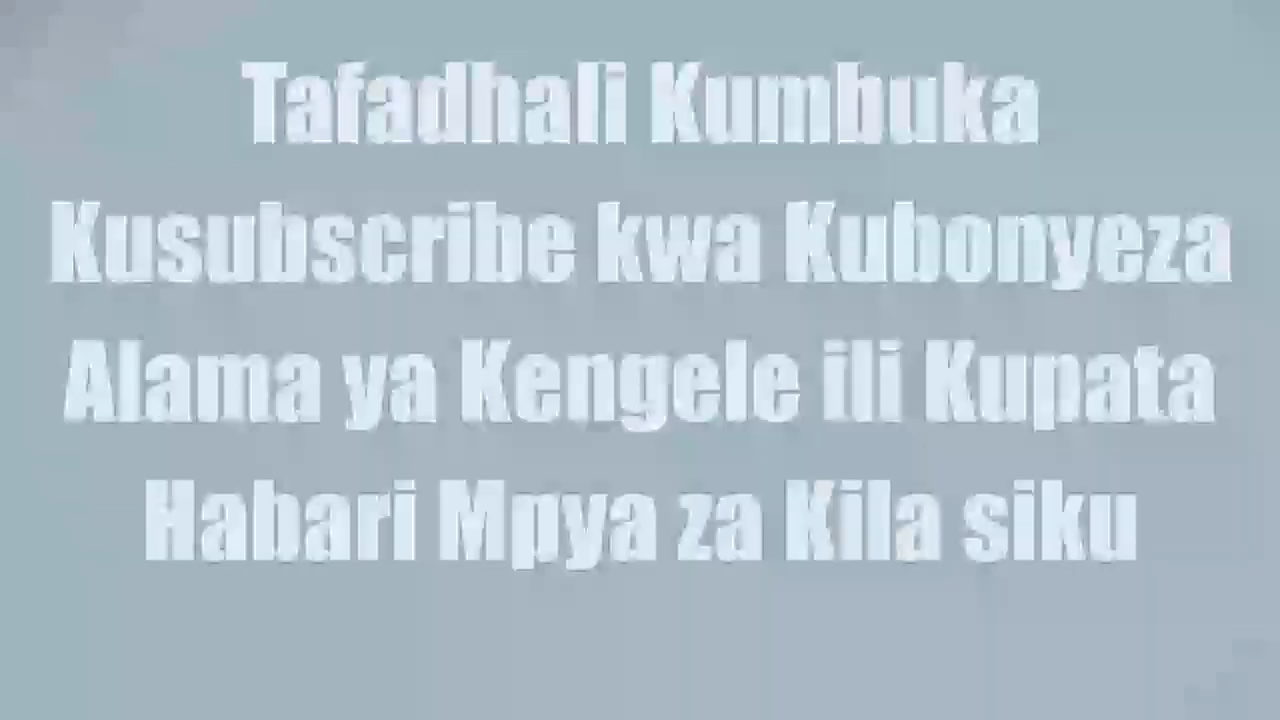 Tafadhali Kumbuka
Kusubscribe kwa Kubonyeza
Alama ya Kengele ili Kupata
Habari Mpya za Kila siku